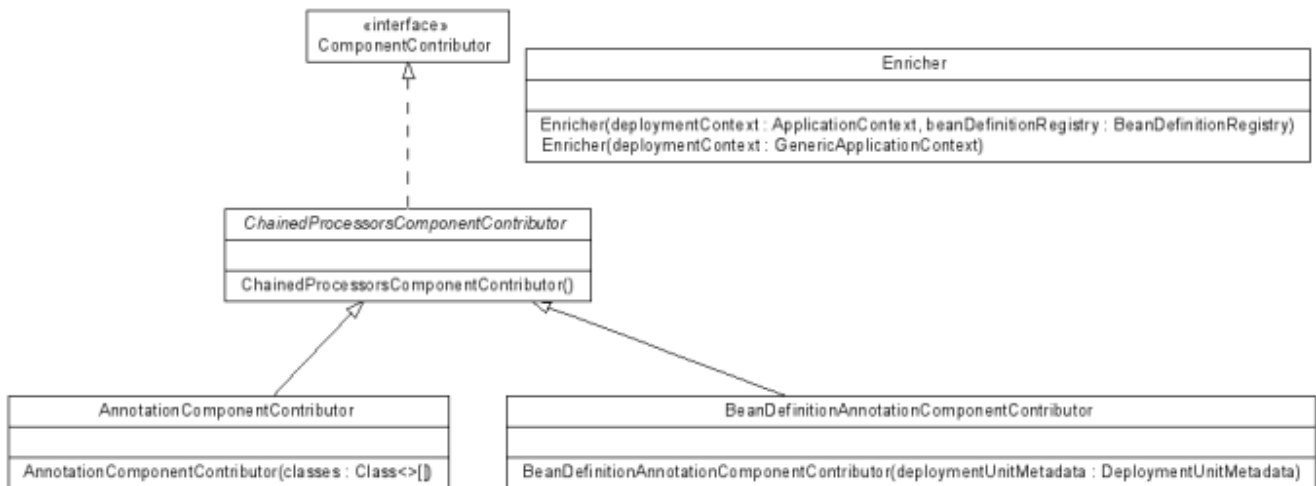 «interface»
ComponentContributor
Enricher
Enricher(deploymentContext : ApplicationContext, beanDefinitionRegistry : BeanDefinitionRegistry)
Enricher(deploymentContext : GenericApplicationContext)
ChainedProcessorsComponentContributor
ChainedProcessorsComponentContributor()
AnnotationComponentContributor
AnnotationComponentContributor(classes : Class<>[])
BeanDefinitionAnnotationComponentContributor
BeanDefinitionAnnotationComponentContributor(deploymentUnitMetadata : DeploymentUnitMetadata)